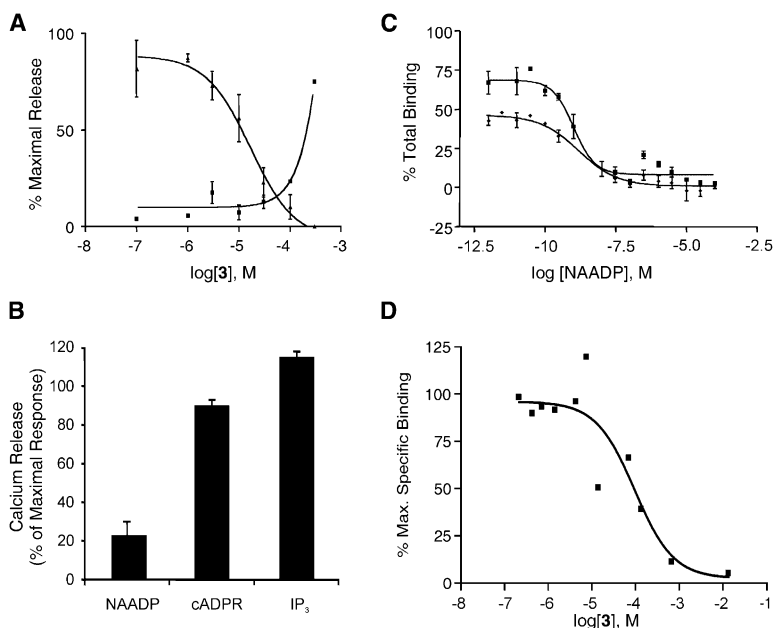 A
% Maximal Release
100
50
0
-8 -7 -6 -5 -4 -3
log[3], M
C
% Total Binding
100
75
50
25
0
-25
-12.5 -10.0 -7.5 -5.0 -2.5
log [NAADP], M
B
Calcium Release
(% of Maximal Response)
120
100
80
60
40
20
0
NAADP cADPR IP3
D
% Max. Specific Binding
125
100
75
50
25
0
-8 -7 -6 -5 -4 -3 -2 -1
log[3], M